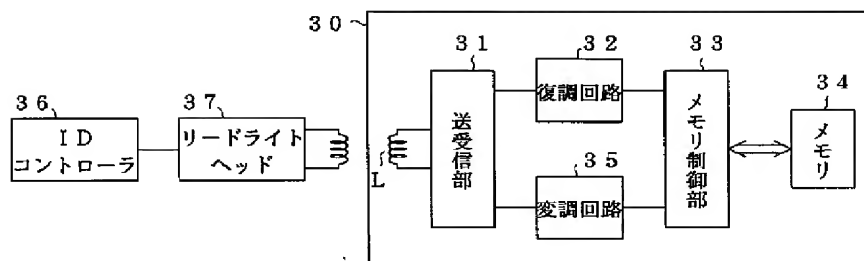 30
31
32
33
34
36
37
復調回路
IDコントローラ
リードライトヘッド
L
送受信部
メモリ制御部
メモリ
35
変調回路